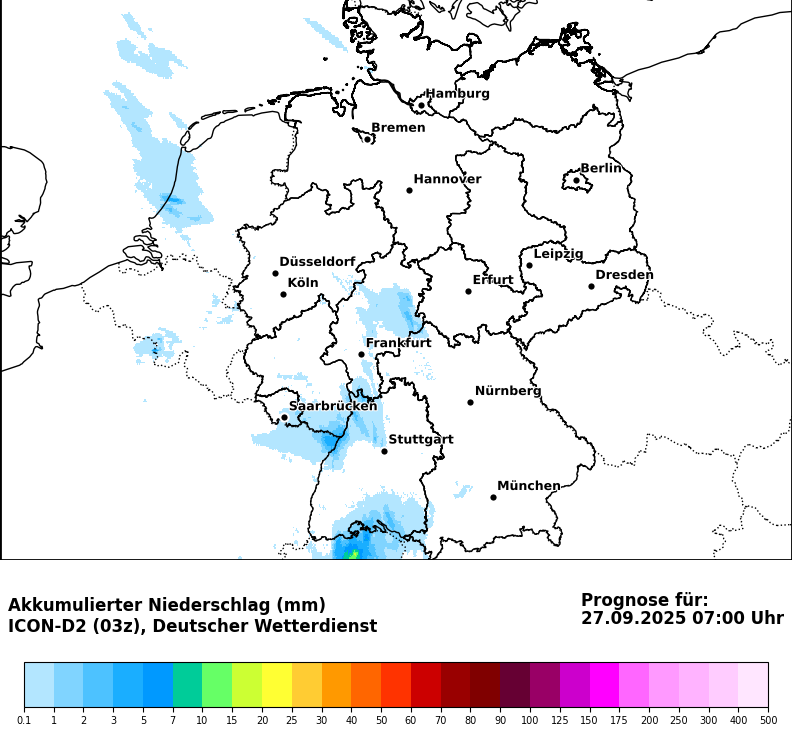 Hamburg
Bremen
Berlin
Hannover
Leipzig
Düsseldorf
Dresden
Köln
Erfurt
Frankfurt
Nürnberg
Saarbrücken
Stuttgart
München
Akkumulierter Niederschlag (mm)
ICON-D2 (03z), Deutscher Wetterdienst
Prognose für:
27.09.2025 07:00 Uhr
0.1 1 2 3 5 7 10 15 20 25 30 40 50 60 70 80 90 100 125 150 175 200 250 300 400 500